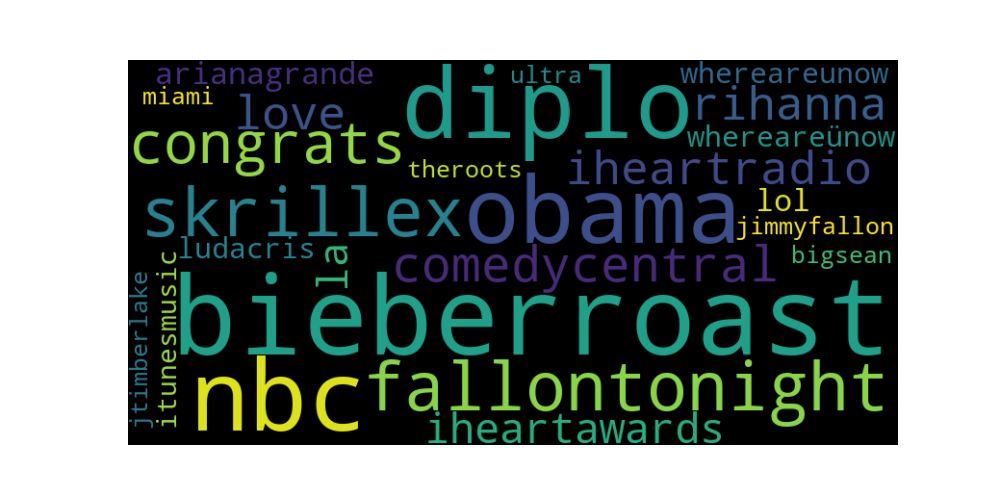 arianagrande
ultra
whereareunow
miami
love
diplo
rihanna
congrats
whereareünow
theroots
iheartradio
skrillex
obama
lol
jimmyfallon
ludacris
la
comedycentral
bigsean
jtimberlake
itunesmusic
bieberroast
nbc
fallontonight
iheartawards